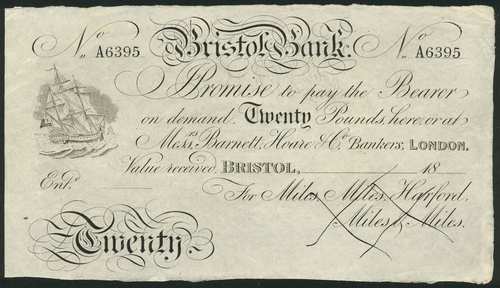 No. A6395 Bristol Bank. No. A6395
I Promise to pay the Bearer
on demand, Twenty Pounds, here, or at
Messrs. Barnett, Hoare & Co. Bankers, LONDON.
Value received, BRISTOL, 18
Entd.
For Miles, Miles, Harford,
Miles & Miles.
Twenty.